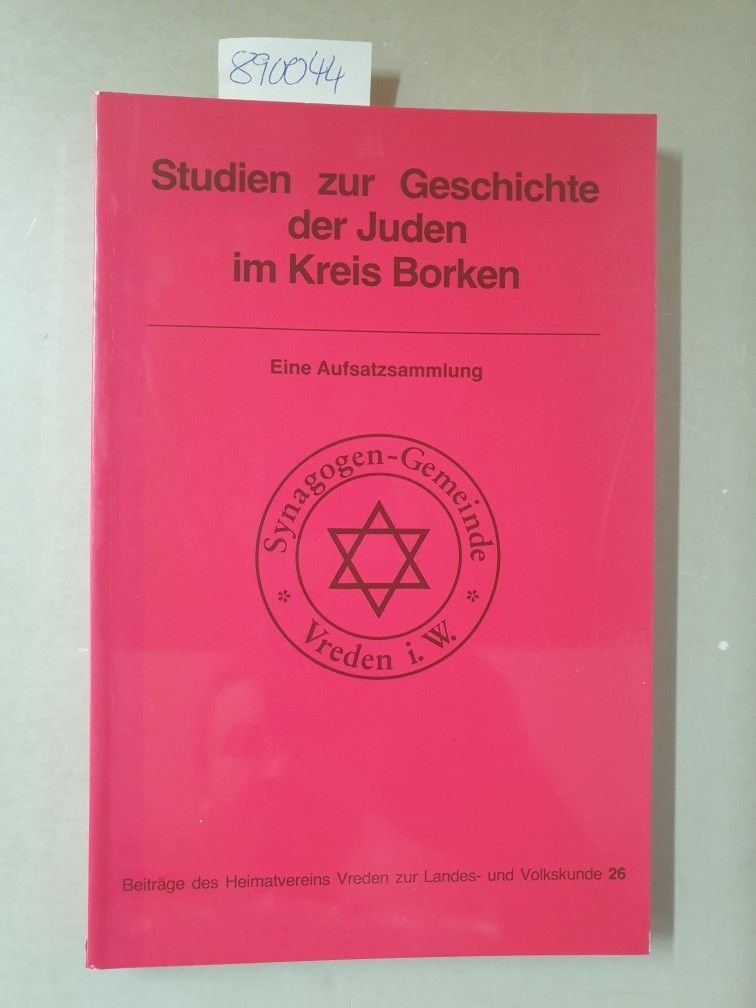 890044
Studien zur Geschichte
der Juden
im Kreis Borken
Eine Aufsatzsammlung
Synagogen-Gemeinde
* Vreden i. W. *
Beiträge des Heimatvereins Vreden zur Landes- und Volkskunde 26